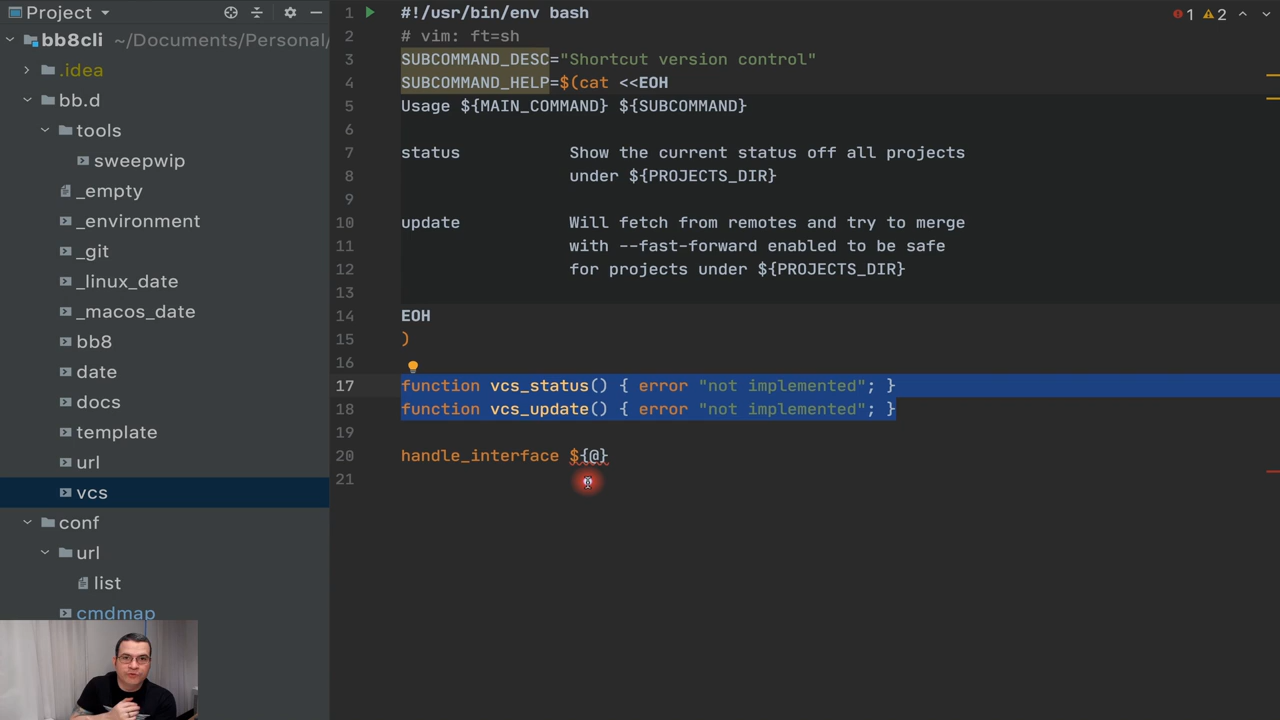 Project
bb8cli ~/Documents/Personal/
.idea
bb.d
tools
sweepwip
_empty
_environment
_git
_linux_date
_macos_date
bb8
date
docs
template
url
vcs
conf
url
list
cmdmap
1 #!/usr/bin/env bash
2 # vim: ft=sh
3 SUBCOMMAND_DESC="Shortcut version control"
4 SUBCOMMAND_HELP=$(cat <<EOH
5 Usage ${MAIN_COMMAND} ${SUBCOMMAND}
6
7 status Show the current status off all projects
8 under ${PROJECTS_DIR}
9
10 update Will fetch from remotes and try to merge
11 with --fast-forward enabled to be safe
12 for projects under ${PROJECTS_DIR}
13
14 EOH
15 )
16
17 function vcs_status() { error "not implemented"; }
18 function vcs_update() { error "not implemented"; }
19
20 handle_interface ${@}
21
1 2